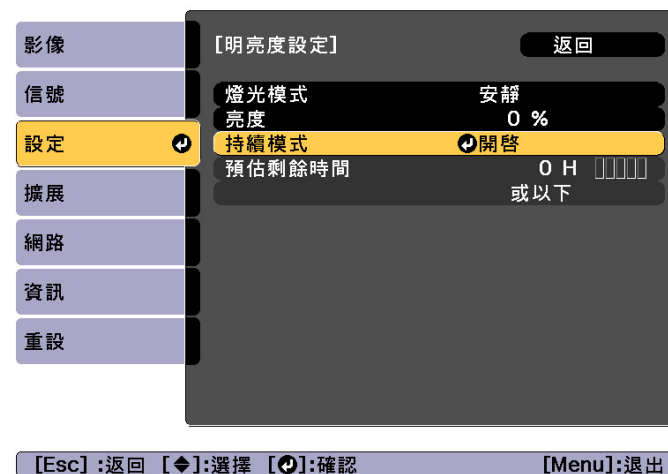 影像
信號
設定
擴展
網路
資訊
重設
[明亮度設定] 返回
燈光模式 安靜
亮度 0 %
持續模式 開啓
預估剩餘時間 0 H
或以下
[Esc] :返回 [◆]:選擇 [↵]:確認 [Menu]:退出